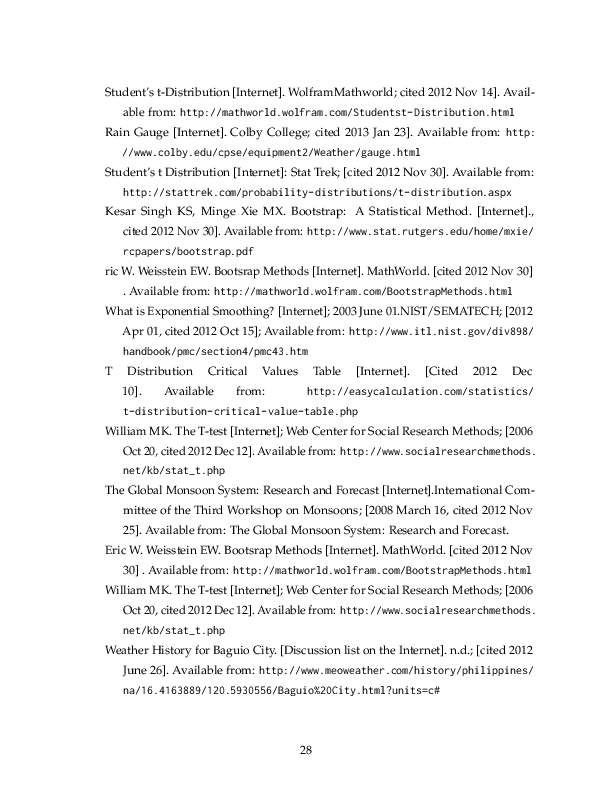 Student's t-Distribution [Internet]. WolframMathworld; cited 2012 Nov 14]. Avail-
able from: http://mathworld.wolfram.com/Studentst-Distribution.html
Rain Gauge [Internet]. Colby College; cited 2013 Jan 23]. Available from: http:
//www.colby.edu/cpse/equipment2/Weather/gauge.html
Student's t Distribution [Internet]: Stat Trek; [cited 2012 Nov 30]. Available from:
http://stattrek.com/probability-distributions/t-distribution.aspx
Kesar Singh KS, Minge Xie MX. Bootstrap: A Statistical Method. [Internet].,
cited 2012 Nov 30]. Available from: http://www.stat.rutgers.edu/home/mxie/
rcpapers/bootstrap.pdf
ric W. Weisstein EW. Bootsrap Methods [Internet]. MathWorld. [cited 2012 Nov 30]
. Available from: http://mathworld.wolfram.com/BootstrapMethods.html
What is Exponential Smoothing? [Internet]; 2003 June 01.NIST/SEMATECH; [2012
Apr 01, cited 2012 Oct 15]; Available from: http://www.itl.nist.gov/div898/
handbook/pmc/section4/pmc43.htm
T Distribution Critical Values Table [Internet]. [Cited 2012 Dec
10]. Available from: http://easycalculation.com/statistics/
t-distribution-critical-value-table.php
William MK. The T-test [Internet]; Web Center for Social Research Methods; [2006
Oct 20, cited 2012 Dec 12]. Available from: http://www.socialresearchmethods.
net/kb/stat_t.php
The Global Monsoon System: Research and Forecast [Internet].International Com-
mittee of the Third Workshop on Monsoons; [2008 March 16, cited 2012 Nov
25]. Available from: The Global Monsoon System: Research and Forecast.
Eric W. Weisstein EW. Bootsrap Methods [Internet]. MathWorld. [cited 2012 Nov
30] . Available from: http://mathworld.wolfram.com/BootstrapMethods.html
William MK. The T-test [Internet]; Web Center for Social Research Methods; [2006
Oct 20, cited 2012 Dec 12]. Available from: http://www.socialresearchmethods.
net/kb/stat_t.php
Weather History for Baguio City. [Discussion list on the Internet]. n.d.; [cited 2012
June 26]. Available from: http://www.meoweather.com/history/philippines/
na/16.4163889/120.5930556/Baguio%20City.html?units=c#
28